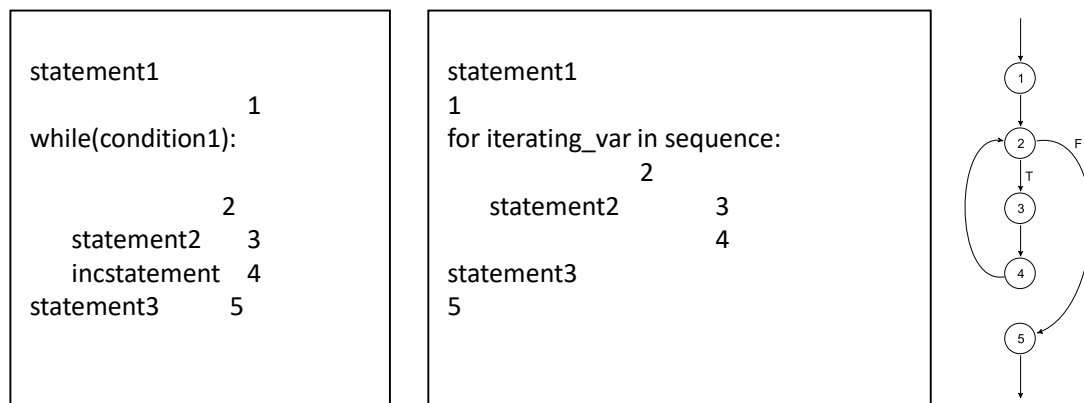 statement1
1
while(condition1):
2
statement2 3
incstatement 4
statement3 5
statement1
1
for iterating_var in sequence:
2
statement2 3
4
statement3
5
1
2 F
T
3
4
5